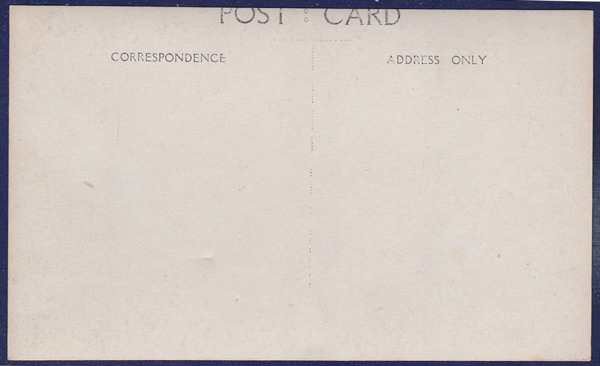 POST : CARD
CORRESPONDENCE
ADDRESS ONLY